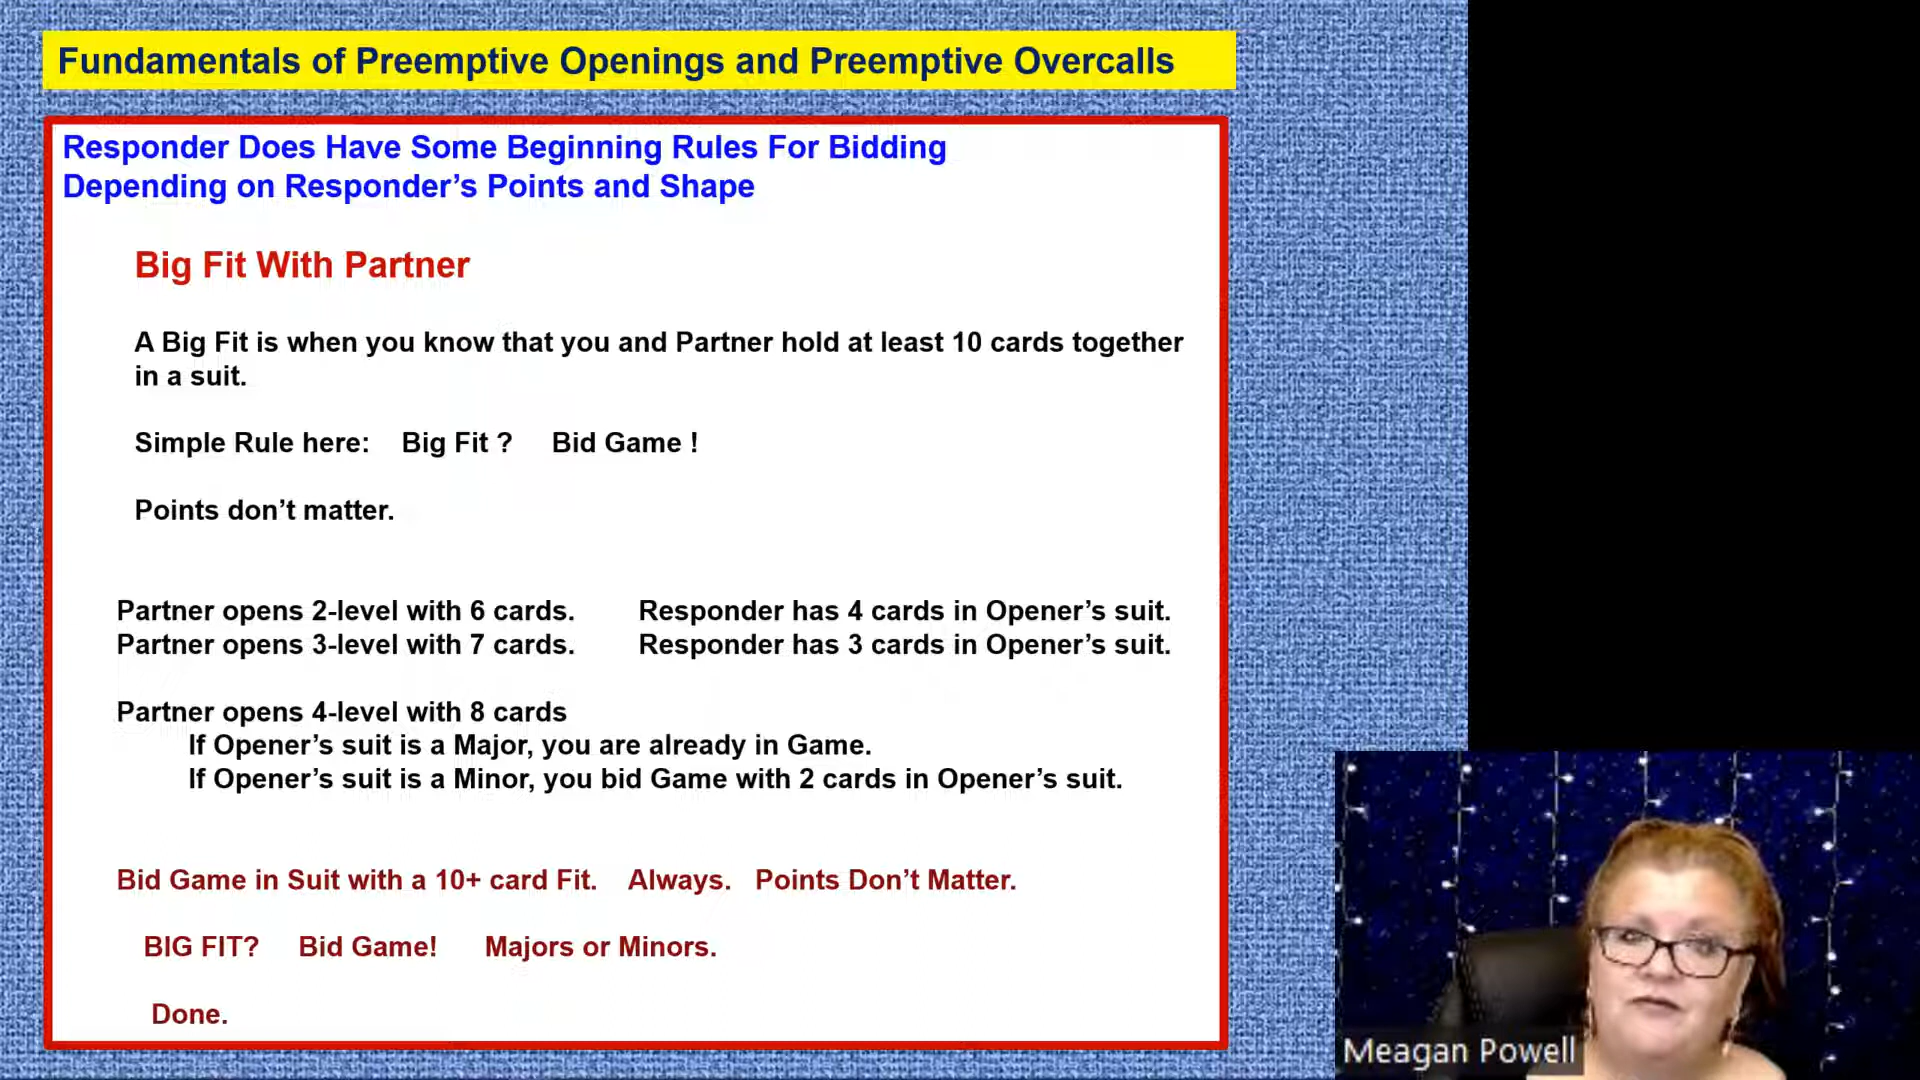 Fundamentals of Preemptive Openings and Preemptive Overcalls
Responder Does Have Some Beginning Rules For Bidding
Depending on Responder’s Points and Shape
Big Fit With Partner
A Big Fit is when you know that you and Partner hold at least 10 cards together
in a suit.
Simple Rule here: Big Fit ? Bid Game !
Points don’t matter.
Partner opens 2-level with 6 cards. Responder has 4 cards in Opener’s suit.
Partner opens 3-level with 7 cards. Responder has 3 cards in Opener’s suit.
Partner opens 4-level with 8 cards
If Opener’s suit is a Major, you are already in Game.
If Opener’s suit is a Minor, you bid Game with 2 cards in Opener’s suit.
Bid Game in Suit with a 10+ card Fit. Always. Points Don’t Matter.
BIG FIT? Bid Game! Majors or Minors.
Done.
Meagan Powell